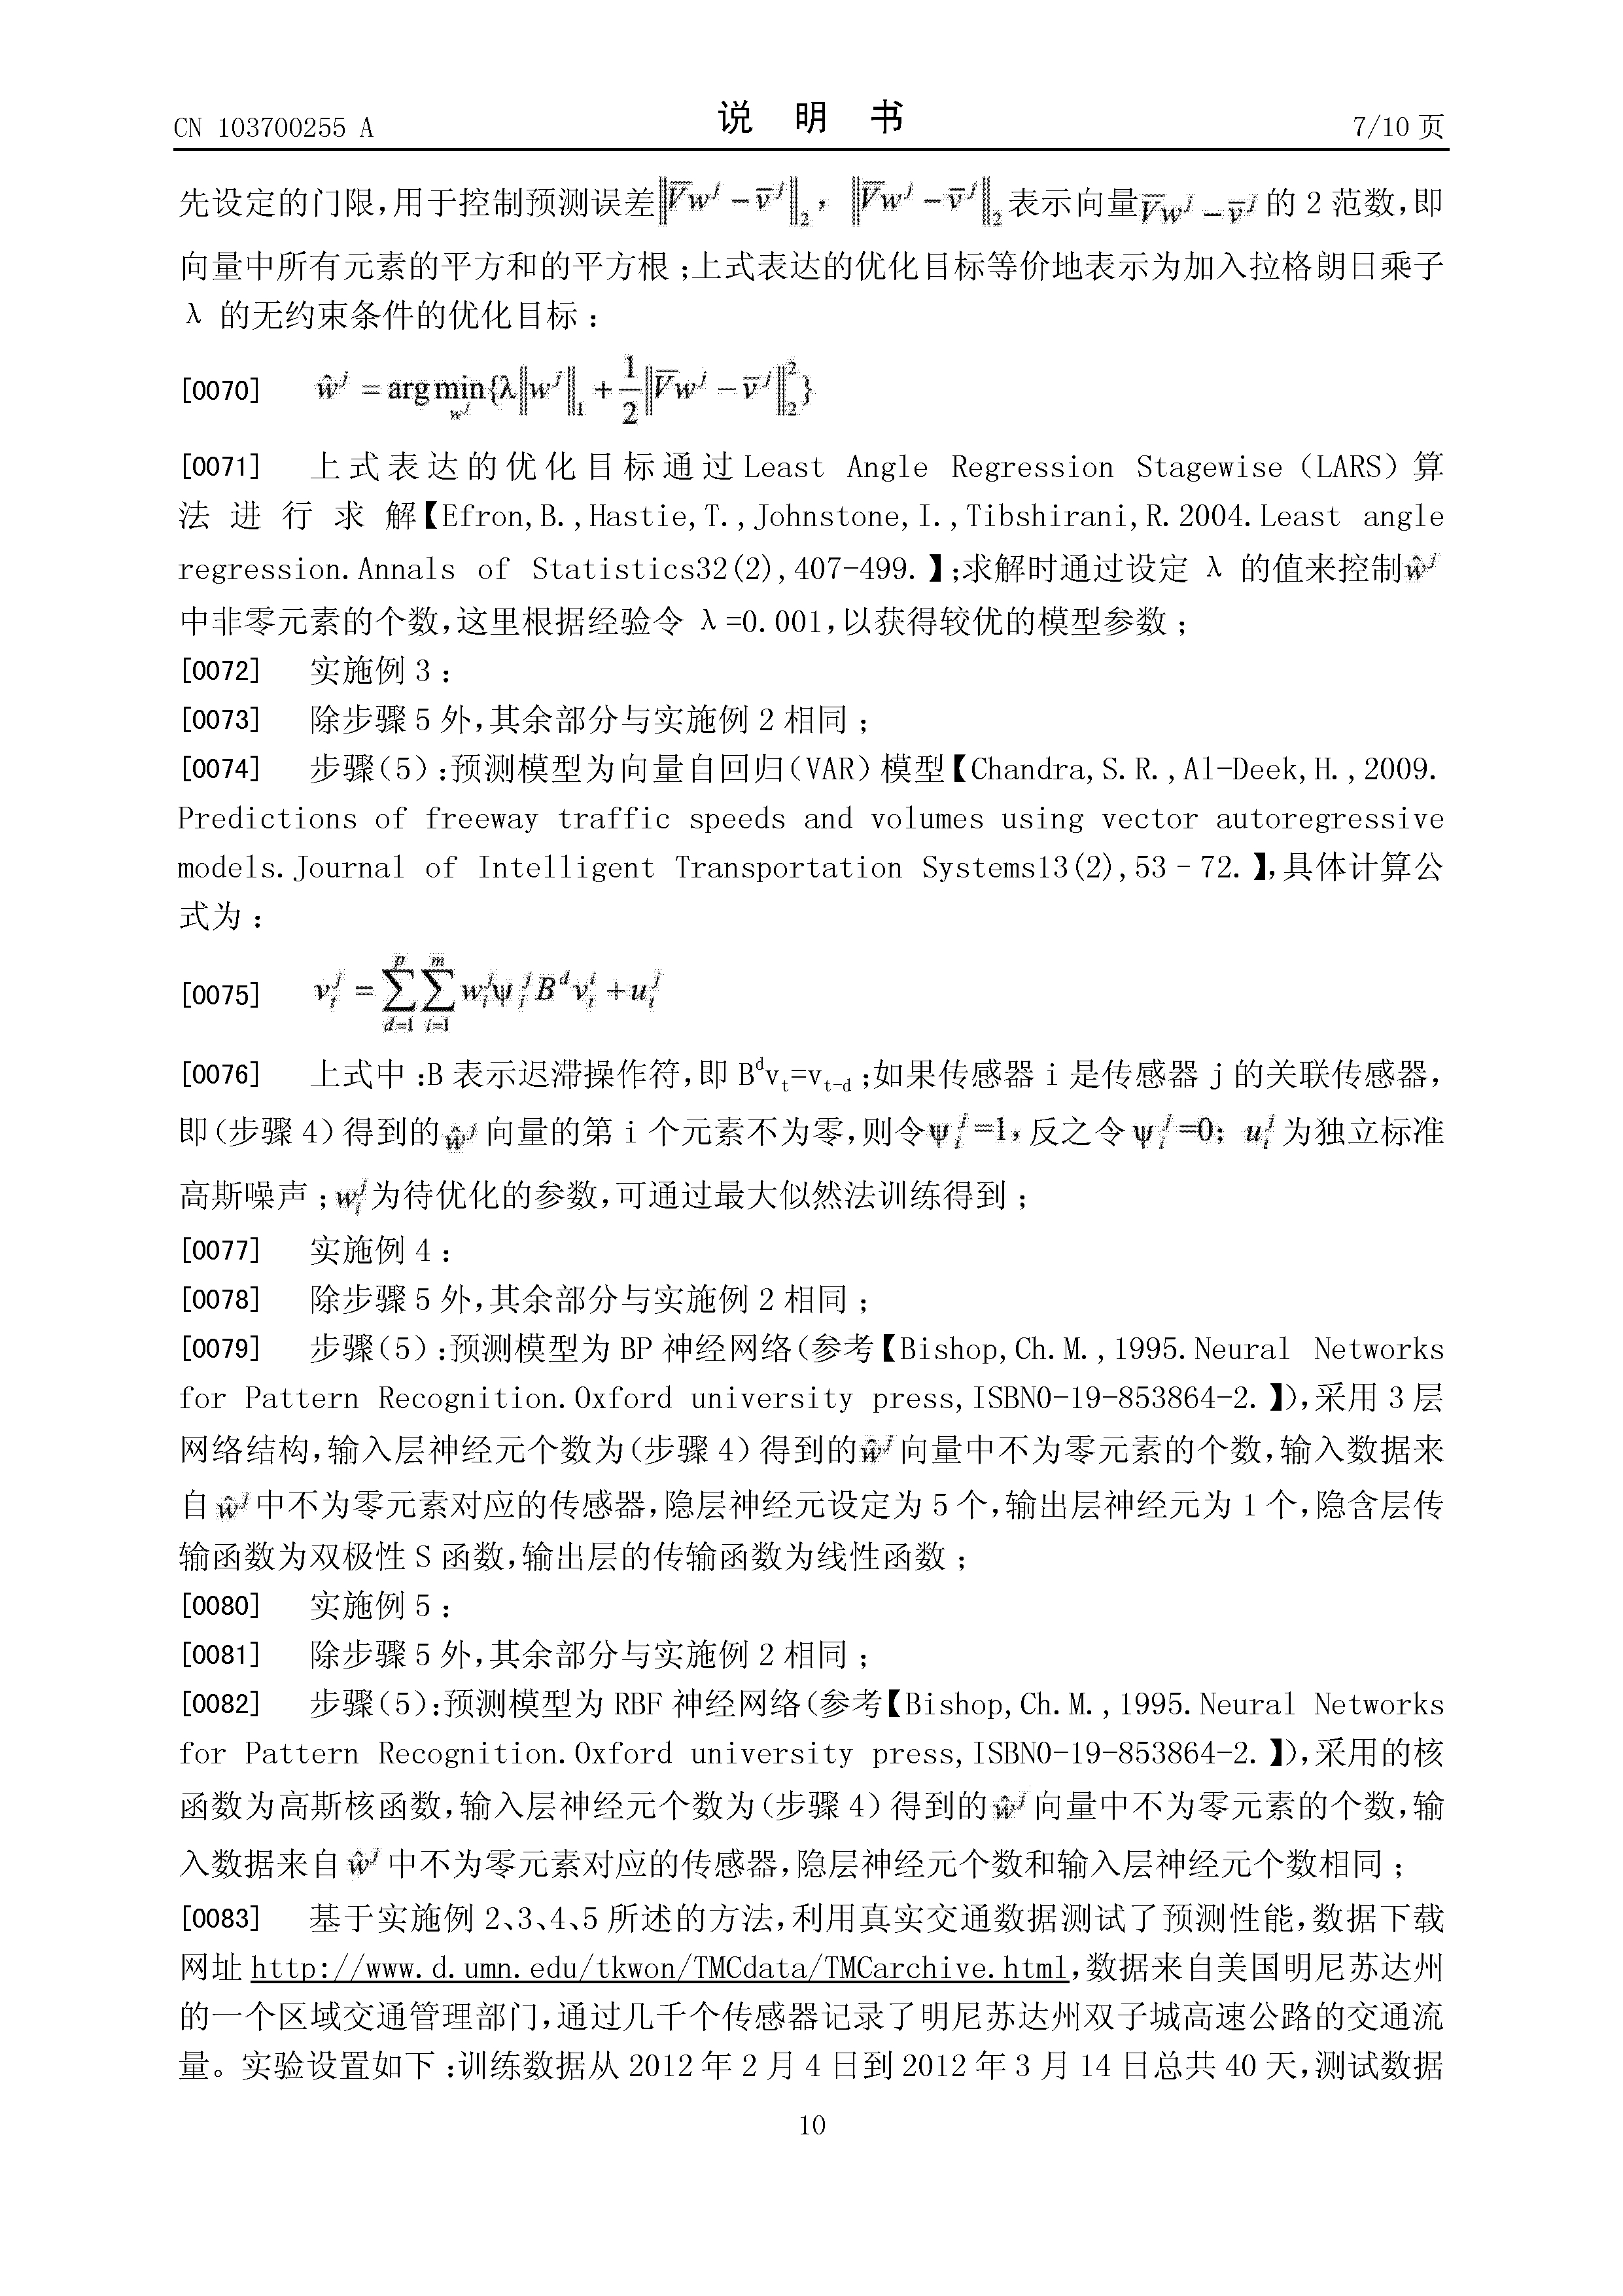 CN 103700255 A 说 明 书 7/10 页
先设定的门限,用于控制预测误差‖V̅wʲ－v̅ʲ‖₂， ‖V̅wʲ－v̅ʲ‖₂表示向量V̅wʲ－v̅ʲ的 2 范数,即
向量中所有元素的平方和的平方根 ;上式表达的优化目标等价地表示为加入拉格朗日乘子
λ 的无约束条件的优化目标 :
[0070] ŵʲ = arg min_{wʲ}{λ‖wʲ‖₁ + 1/2‖V̅wʲ－v̅ʲ‖₂²}
[0071] 上式表达的优化目标通过 Least Angle Regression Stagewise (LARS) 算
法 进 行 求 解【Efron,B.,Hastie,T.,Johnstone,I.,Tibshirani,R.2004.Least angle
regression.Annals of Statistics32(2),407-499.】;求解时通过设定 λ 的值来控制ŵʲ
中非零元素的个数,这里根据经验令 λ=0.001,以获得较优的模型参数 ;
[0072] 实施例 3 :
[0073] 除步骤 5 外,其余部分与实施例 2 相同 ;
[0074] 步骤(5) :预测模型为向量自回归(VAR) 模型【Chandra,S.R.,Al-Deek,H.,2009.
Predictions of freeway traffic speeds and volumes using vector autoregressive
models.Journal of Intelligent Transportation Systems13(2),53–72.】,具体计算公
式为 :
[0075] v_t^j = ∑_{d=1}^{p} ∑_{i=1}^{m} w_i^j ψ_i^j B^d v_t^i + u_t^j
[0076] 上式中 :B 表示迟滞操作符,即 B^d v_t=v_{t-d} ;如果传感器 i 是传感器 j 的关联传感器,
即(步骤 4) 得到的ŵʲ向量的第 i 个元素不为零,则令ψ_i^j=1, 反之令ψ_i^j=0; u_t^j为独立标准
高斯噪声 ;w_i^j为待优化的参数,可通过最大似然法训练得到 ;
[0077] 实施例 4 :
[0078] 除步骤 5 外,其余部分与实施例 2 相同 ;
[0079] 步骤(5) :预测模型为 BP 神经网络(参考【Bishop,Ch.M.,1995.Neural Networks
for Pattern Recognition.Oxford university press,ISBN0-19-853864-2.】),采用 3 层
网络结构,输入层神经元个数为(步骤 4) 得到的ŵʲ向量中不为零元素的个数,输入数据来
自ŵʲ中不为零元素对应的传感器,隐层神经元设定为 5 个,输出层神经元为 1 个,隐含层传
输函数为双极性 S 函数,输出层的传输函数为线性函数 ;
[0080] 实施例 5 :
[0081] 除步骤 5 外,其余部分与实施例 2 相同 ;
[0082] 步骤(5):预测模型为 RBF 神经网络(参考【Bishop,Ch.M.,1995.Neural Networks
for Pattern Recognition.Oxford university press,ISBN0-19-853864-2.】),采用的核
函数为高斯核函数,输入层神经元个数为(步骤 4) 得到的ŵʲ向量中不为零元素的个数,输
入数据来自ŵʲ中不为零元素对应的传感器,隐层神经元个数和输入层神经元个数相同 ;
[0083] 基于实施例 2、3、4、5 所述的方法,利用真实交通数据测试了预测性能,数据下载
网址 http://www.d.umn.edu/tkwon/TMCdata/TMCarchive.html,数据来自美国明尼苏达州
的一个区域交通管理部门,通过几千个传感器记录了明尼苏达州双子城高速公路的交通流
量。实验设置如下 :训练数据从 2012 年 2 月 4 日到 2012 年 3 月 14 日总共 40 天,测试数据
10